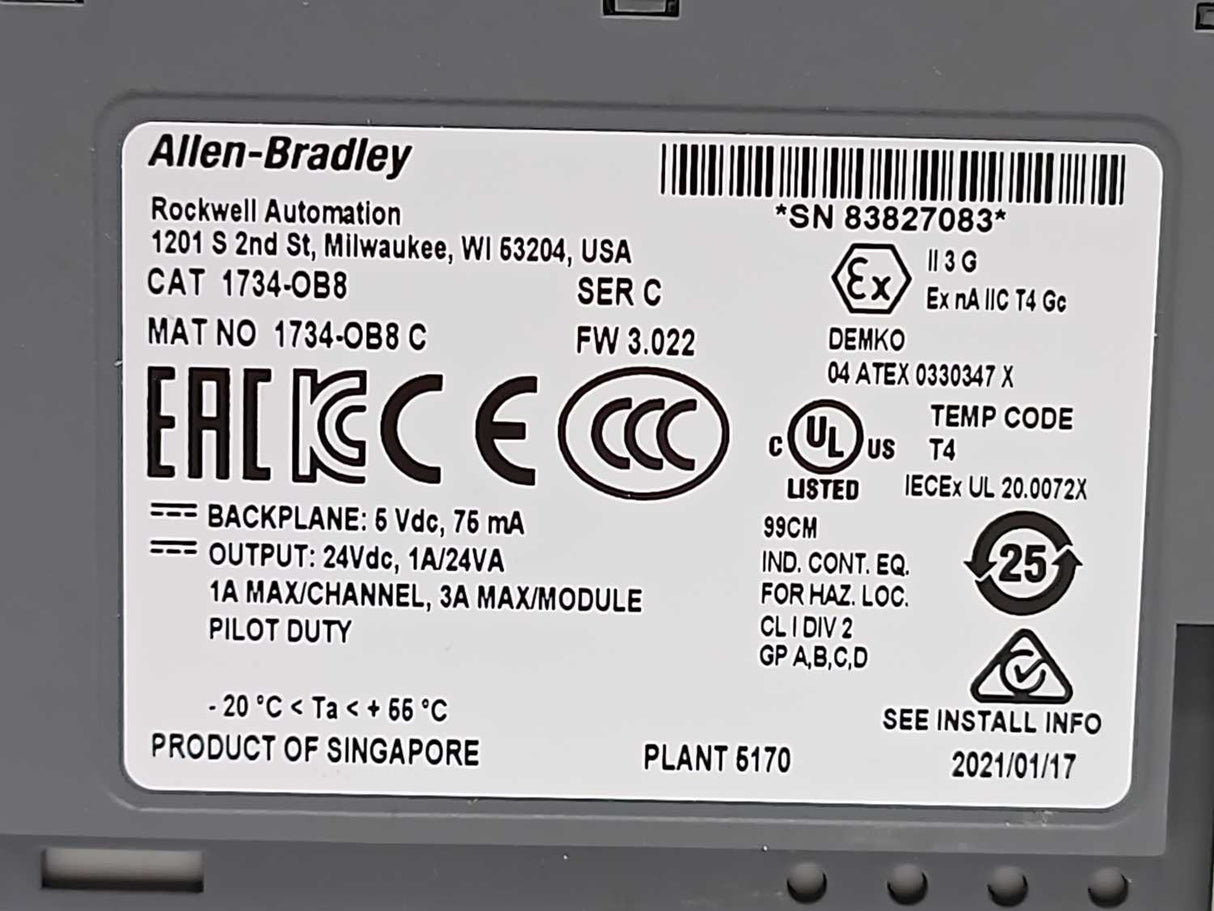 Allen-Bradley
*SN 83827083*
Rockwell Automation
1201 S 2nd St, Milwaukee, WI 53204, USA
CAT 1734-OB8
SER C
MAT NO 1734-OB8 C
FW 3.022
Ex
II 3 G
Ex nA IIC T4 Gc
DEMKO
04 ATEX 0330347 X
EAC
KC
CE
CCC
C UL US
LISTED
TEMP CODE
T4
IECEx UL 20.0072X
BACKPLANE: 5 Vdc, 75 mA
OUTPUT: 24Vdc, 1A/24VA
1A MAX/CHANNEL, 3A MAX/MODULE
PILOT DUTY
99CM
IND. CONT. EQ.
FOR HAZ. LOC.
CL I DIV 2
GP A,B,C,D
25
- 20 °C < Ta < + 55 °C
SEE INSTALL INFO
PRODUCT OF SINGAPORE
PLANT 5170
2021/01/17